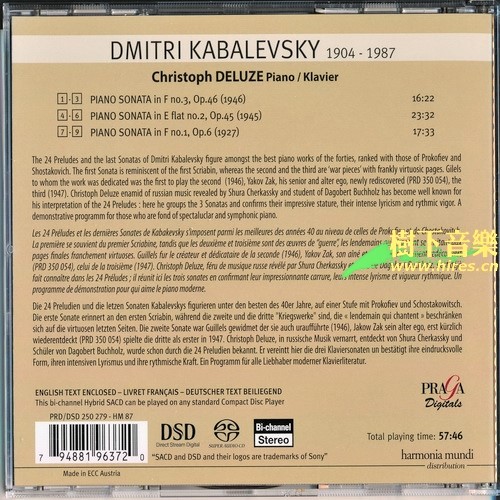 DMITRI KABALEVSKY 1904 - 1987
Christoph DELUZE Piano / Klavier
1 - 3 PIANO SONATA in F no.3, Op.46 (1946) 16:22
4 - 6 PIANO SONATA in E flat no.2, Op.45 (1945) 23:32
7 - 9 PIANO SONATA in F no.1, Op.6 (1927) 17:33
The 24 Preludes and the last Sonatas of Dmitri Kabalevsky figure amongst the best piano works of the forties, ranked with those of Prokofiev and
Shostakovich. The first Sonata is reminiscent of the first Scriabin, whereas the second and the third are 'war pieces' with frankly virtuosic pages. Gilels
to whom the work was dedicated was the first to play the second (1946), Yakov Zak, his senior and alter ego, newly rediscovered (PRD 350 054), the
third (1947). Christoph Deluze enamid of russian music revealed by Shura Cherkassky and student of Dagobert Buchholz has become well known for
his interpretation of the 24 Preludes : here he groups the 3 Sonatas and confirms their impressive stature, their intense lyricism and rhythmic vigor. A
demonstrative programme for those who are fond of spectacular and symphonic piano.
Les 24 Préludes et les dernières Sonates de Kabalevsky s'imposent parmi les meilleures des années 40 au niveau de celles de Prokofiev et de Chostakovitch.
La première se souvient du premier Scriabine, tandis que les deuxième et troisième sont des œuvres de "guerre", les lendemains
pages finales franchement virtuoses. Guillels fut le créateur et dédicataire de la seconde (1946), Yakov Zak, son aîné
(PRD 350 054), celui de la troisième (1947). Christoph Deluze, féru de musique russe révélé par Shura Cherkassky
fait connaître dans les 24 Préludes ; il réunit ici les trois sonates et confirment leur impressionnante carrure, lyrisme et vigueur rythmique. Un
programme de démonstration pour qui aime le piano moderne.
Die 24 Preludien und die letzen Sonaten Kabalevskys figurieren unter den besten des 40er Jahre, auf einer Stufe mit Prokofiev und Schostakowitsch.
Die erste Sonate erinnert an den ersten Scriabin, während die zweite und die dritte "Kriegswerke" sind, die « lendemain qui chantent » beschränken
sich auf die virtuosen letzten Seiten. Die zweite Sonate war Guillels gewidmet der sie auch uraufführte (1946), Jakow Zak sein alter ego, erst kürzlich
wiederentdeckt (PRD 350 054) spielte die dritte als erster in 1947. Christoph Deluze, in russische Musik vernarrt, entdeckt von Shura Cherkassky und
Schüler von Dagobert Buchholz, wurde schon durch die 24 Preludien bekannt. Er vereint hier die drei Klaviersonaten un bestätigt ihre eindrucksvolle
Form, ihren intensiven Lyrismus und ihre rythmische Vitalität. Ein Programm für alle Liebhaber moderner Klavierliteratur.
樹下音樂
www.hires.cn
ENGLISH TEXT ENCLOSED – LIVRET FRANÇAIS – DEUTSCHER TEXT BEILIEGEND
This bi-channel Hybrid SACD can be played on any standard Compact Disc Player
PRD/DSD 250 279 - HM 87
PRAGA
Digitals
7 94881 96372 0
Made in ECC Austria
DSD
Direct Stream Digital
SUPER AUDIO CD
Bi-channel
Stereo
"SACD and DSD and their logos are trademarks of Sony"
Total playing time: 57:46
harmonia mundi
distribution